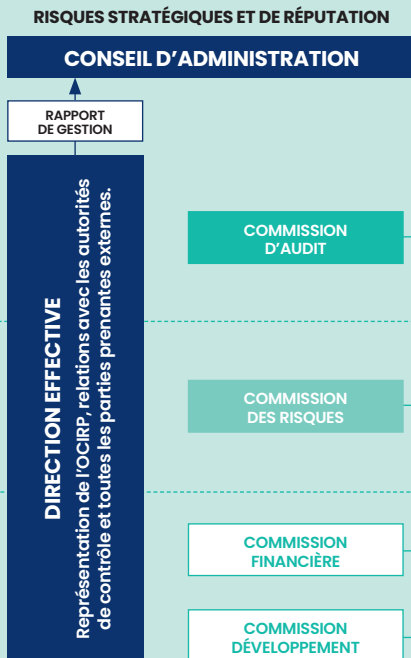 RISQUES STRATÉGIQUES ET DE RÉPUTATION
CONSEIL D'ADMINISTRATION
RAPPORT
DE GESTION
DIRECTION EFFECTIVE
Représentation de l'OCIRP, relations avec les autorités
de contrôle et toutes les parties prenantes externes.
COMMISSION
D'AUDIT
COMMISSION
DES RISQUES
COMMISSION
FINANCIÈRE
COMMISSION
DÉVELOPPEMENT